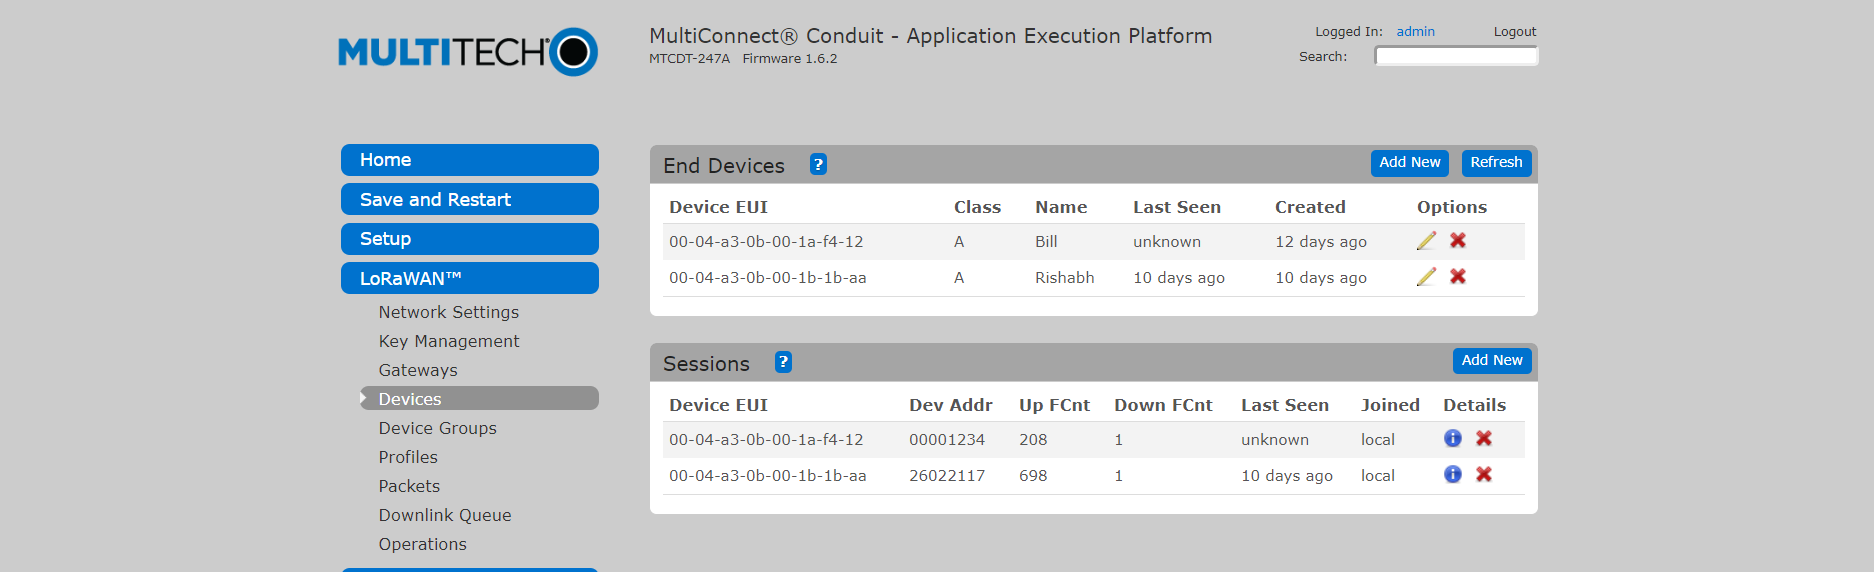 MULTITECH®
MultiConnect® Conduit - Application Execution Platform
MTCDT-247A Firmware 1.6.2
Logged In: admin Logout
Search:
Home
Save and Restart
Setup
LoRaWAN™
Network Settings
Key Management
Gateways
Devices
Device Groups
Profiles
Packets
Downlink Queue
Operations
End Devices ? Add New Refresh
Device EUI Class Name Last Seen Created Options
00-04-a3-0b-00-1a-f4-12 A Bill unknown 12 days ago
00-04-a3-0b-00-1b-1b-aa A Rishabh 10 days ago 10 days ago
Sessions ? Add New
Device EUI Dev Addr Up FCnt Down FCnt Last Seen Joined Details
00-04-a3-0b-00-1a-f4-12 00001234 208 1 unknown local
00-04-a3-0b-00-1b-1b-aa 26022117 698 1 10 days ago local